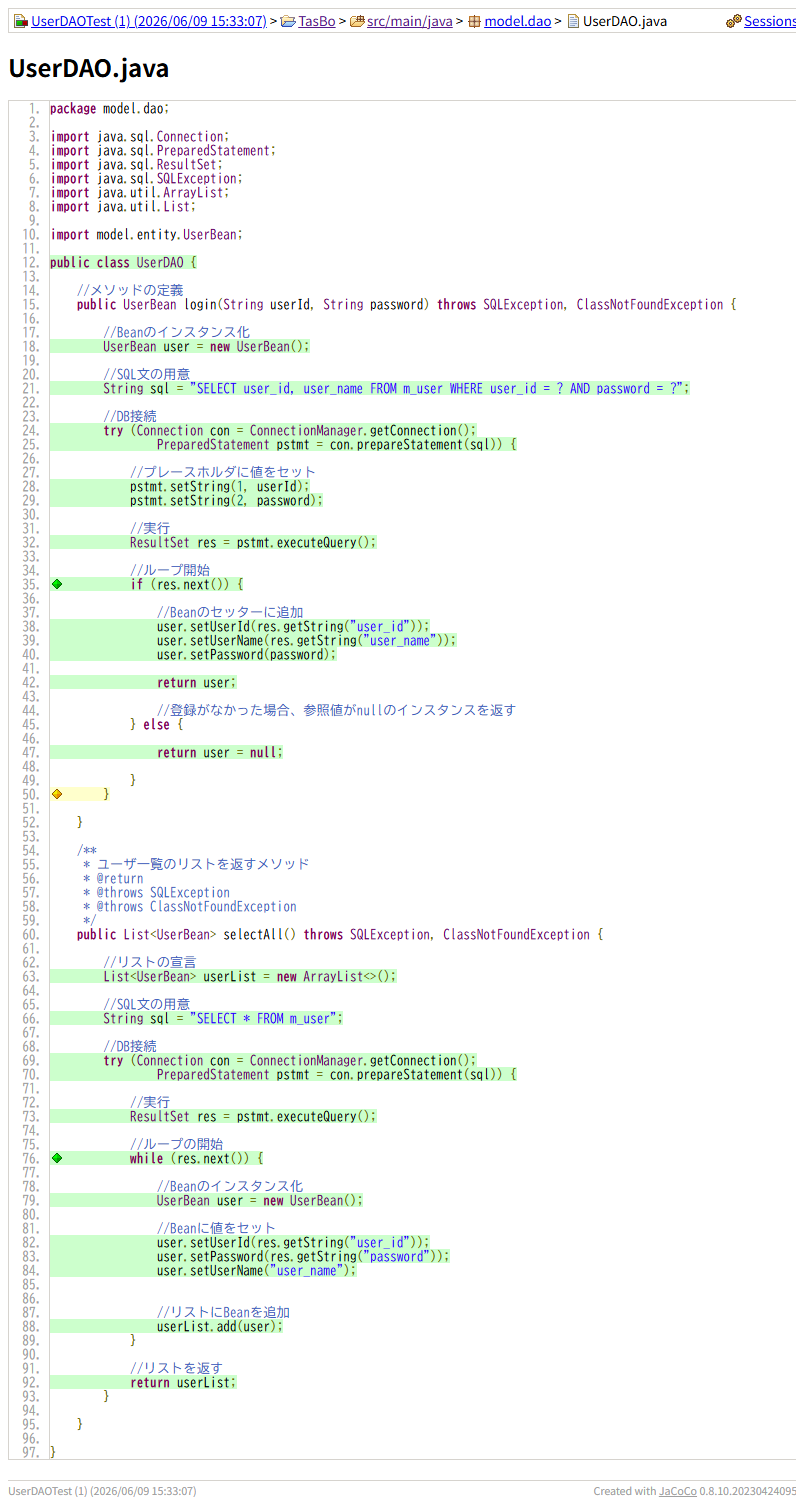 UserDAOTest (1) (2026/06/09 15:33:07) > TasBo > src/main/java > model.dao > UserDAO.java Sessions
UserDAO.java
1. package model.dao;
2.
3. import java.sql.Connection;
4. import java.sql.PreparedStatement;
5. import java.sql.ResultSet;
6. import java.sql.SQLException;
7. import java.util.ArrayList;
8. import java.util.List;
9.
10. import model.entity.UserBean;
11.
12. public class UserDAO {
13.
14.     //メソッドの定義
15.     public UserBean login(String userId, String password) throws SQLException, ClassNotFoundException {
16.
17.         //Beanのインスタンス化
18.         UserBean user = new UserBean();
19.
20.         //SQL文の用意
21.         String sql = "SELECT user_id, user_name FROM m_user WHERE user_id = ? AND password = ?";
22.
23.         //DB接続
24.         try (Connection con = ConnectionManager.getConnection();
25.                 PreparedStatement pstmt = con.prepareStatement(sql)) {
26.
27.             //プレースホルダに値をセット
28.             pstmt.setString(1, userId);
29.             pstmt.setString(2, password);
30.
31.             //実行
32.             ResultSet res = pstmt.executeQuery();
33.
34.             //ループ開始
35.             if (res.next()) {
36.
37.                 //Beanのセッターに追加
38.                 user.setUserId(res.getString("user_id"));
39.                 user.setUserName(res.getString("user_name"));
40.                 user.setPassword(password);
41.
42.                 return user;
43.
44.                 //登録がなかった場合、参照値がnullのインスタンスを返す
45.             } else {
46.
47.                 return user = null;
48.
49.             }
50.         }
51.
52.     }
53.
54.     /**
55.      * ユーザ一覧のリストを返すメソッド
56.      * @return
57.      * @throws SQLException
58.      * @throws ClassNotFoundException
59.      */
60.     public List<UserBean> selectAll() throws SQLException, ClassNotFoundException {
61.
62.         //リストの宣言
63.         List<UserBean> userList = new ArrayList<>();
64.
65.         //SQL文の用意
66.         String sql = "SELECT * FROM m_user";
67.
68.         //DB接続
69.         try (Connection con = ConnectionManager.getConnection();
70.                 PreparedStatement pstmt = con.prepareStatement(sql)) {
71.
72.             //実行
73.             ResultSet res = pstmt.executeQuery();
74.
75.             //ループの開始
76.             while (res.next()) {
77.
78.                 //Beanのインスタンス化
79.                 UserBean user = new UserBean();
80.
81.                 //Beanに値をセット
82.                 user.setUserId(res.getString("user_id"));
83.                 user.setPassword(res.getString("password"));
84.                 user.setUserName("user_name");
85.
86.
87.                 //リストにBeanを追加
88.                 userList.add(user);
89.             }
90.
91.             //リストを返す
92.             return userList;
93.         }
94.
95.     }
96.
97. }
UserDAOTest (1) (2026/06/09 15:33:07) Created with JaCoCo 0.8.10.20230424095